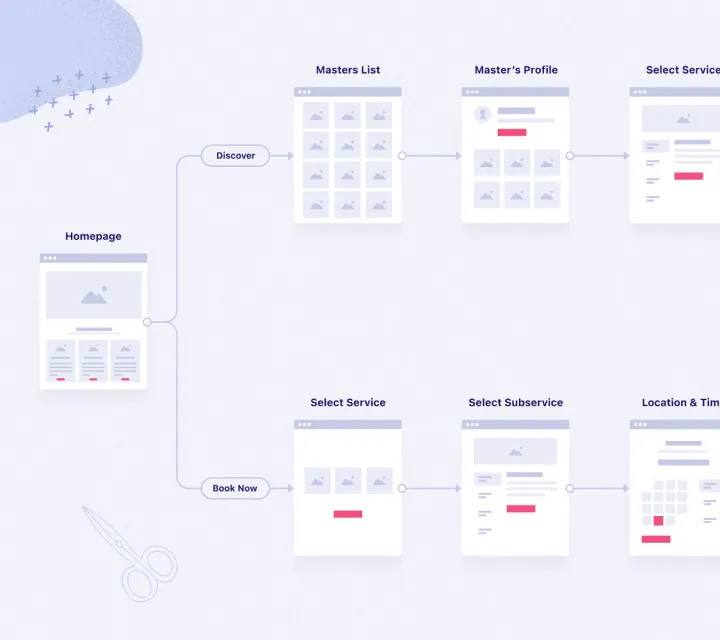 Masters List
Master's Profile
Select Service
Discover
Homepage
Select Service
Select Subservice
Location & Tim
Book Now